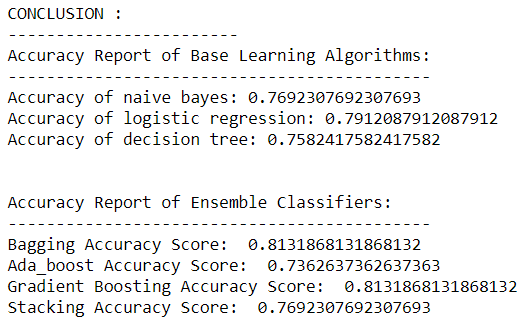 CONCLUSION :
------------------------
Accuracy Report of Base Learning Algorithms:
--------------------------------------------
Accuracy of naive bayes: 0.7692307692307693
Accuracy of logistic regression: 0.7912087912087912
Accuracy of decision tree: 0.7582417582417582
Accuracy Report of Ensemble Classifiers:
--------------------------------------------
Bagging Accuracy Score:  0.8131868131868132
Ada_boost Accuracy Score:  0.7362637362637363
Gradient Boosting Accuracy Score:  0.8131868131868132
Stacking Accuracy Score:  0.7692307692307693